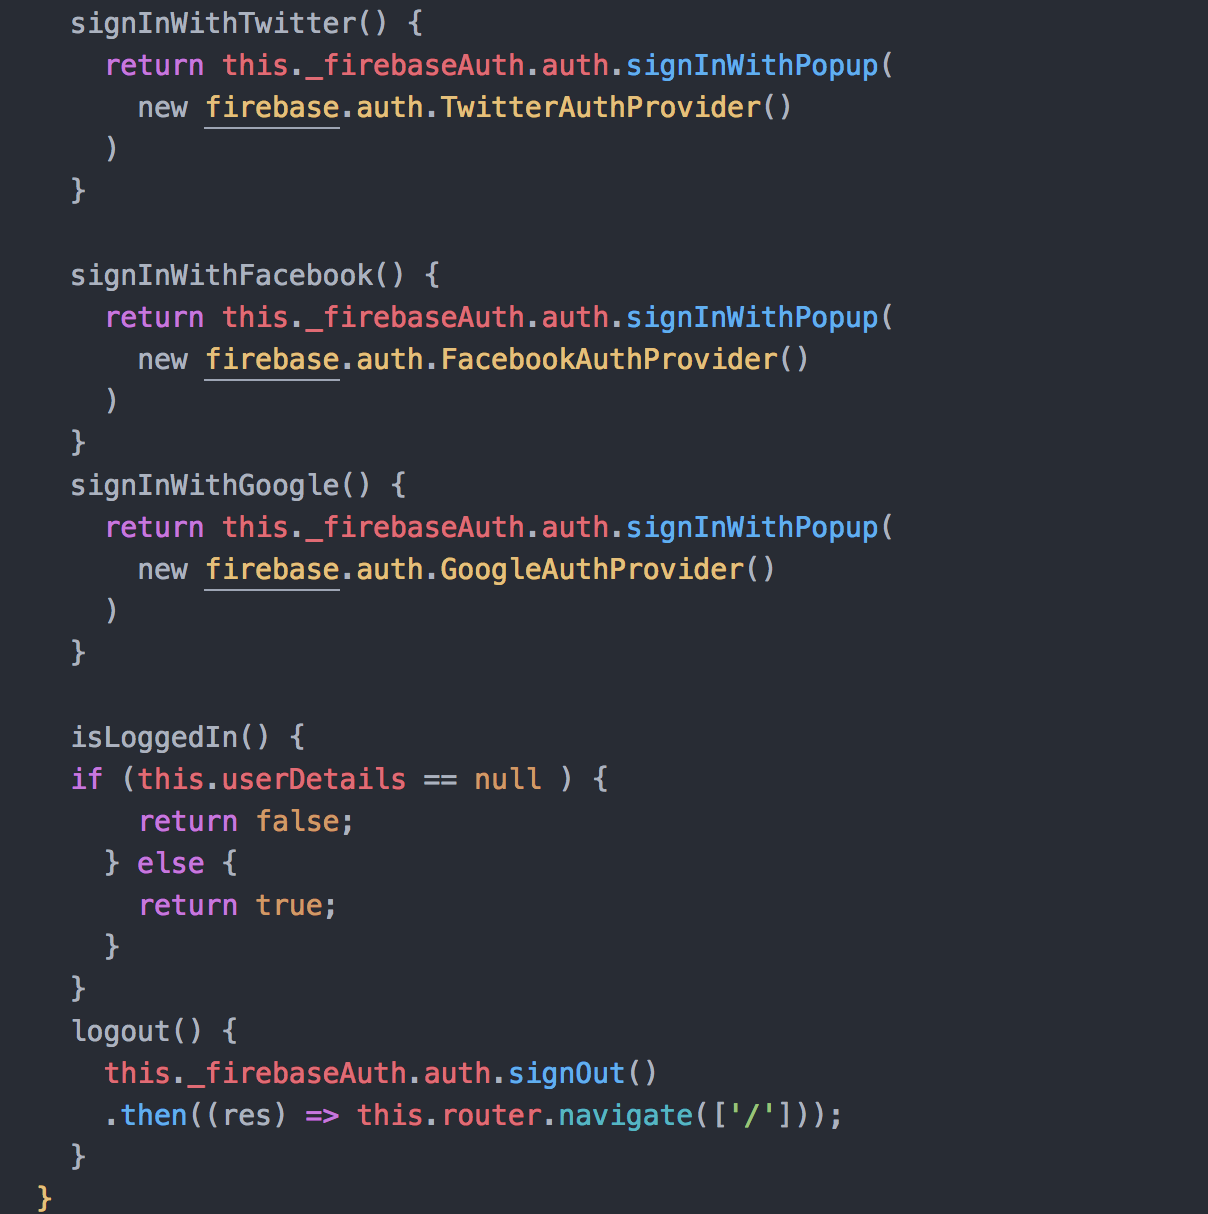 signInWithTwitter() {
return this._firebaseAuth.auth.signInWithPopup(
new firebase.auth.TwitterAuthProvider()
)
}
signInWithFacebook() {
return this._firebaseAuth.auth.signInWithPopup(
new firebase.auth.FacebookAuthProvider()
)
}
signInWithGoogle() {
return this._firebaseAuth.auth.signInWithPopup(
new firebase.auth.GoogleAuthProvider()
)
}
isLoggedIn() {
if (this.userDetails == null ) {
return false;
} else {
return true;
}
}
logout() {
this._firebaseAuth.auth.signOut()
.then((res) => this.router.navigate(['/']));
}
}